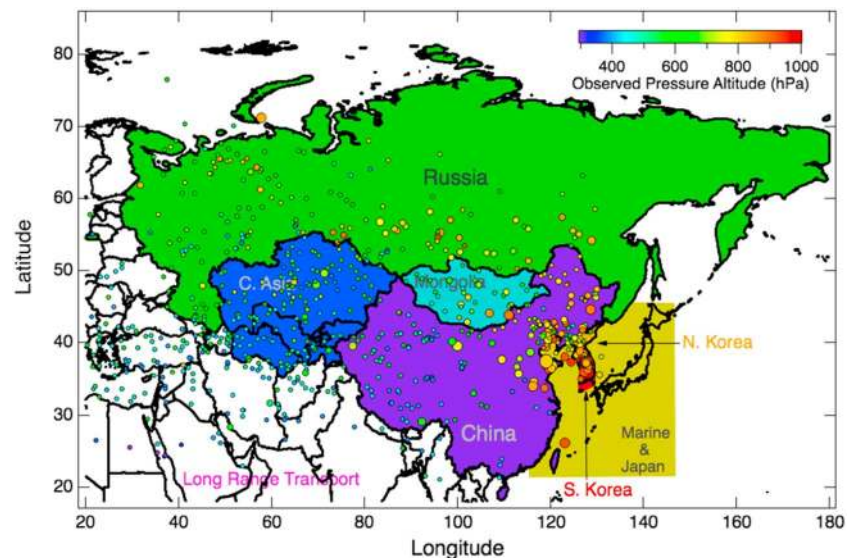 400 600 800 1000
Observed Pressure Altitude (hPa)
80
70
60
50
40
30
20
Latitude
Russia
C. Asi
Mongolia
N. Korea
China
Marine
&
Japan
Long Range Transport
S. Korea
20 40 60 80 100 120 140 160 180
Longitude